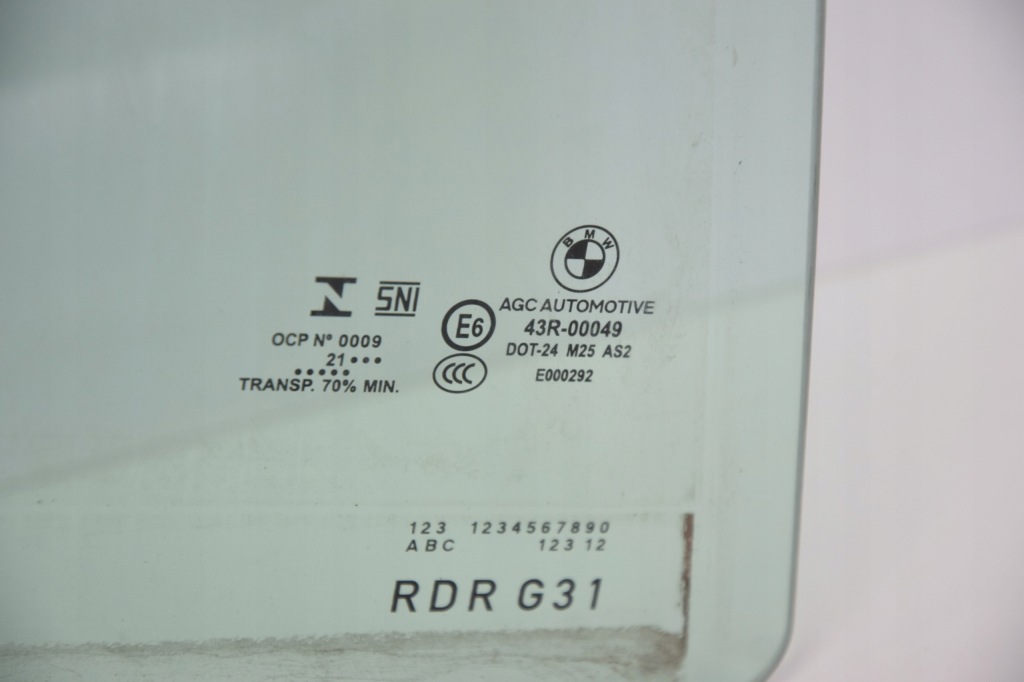 BMW
AGC AUTOMOTIVE
43R-00049
DOT-24 M25 AS2
E000292
N
SNI
E6
CCC
OCP Nº 0009
21•••
•••••
TRANSP. 70% MIN.
123 1234567890
ABC 123 12
RDR G31